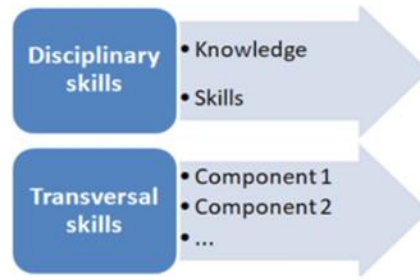 Disciplinary
skills
• Knowledge
• Skills
Transversal
skills
• Component 1
• Component 2
• ...